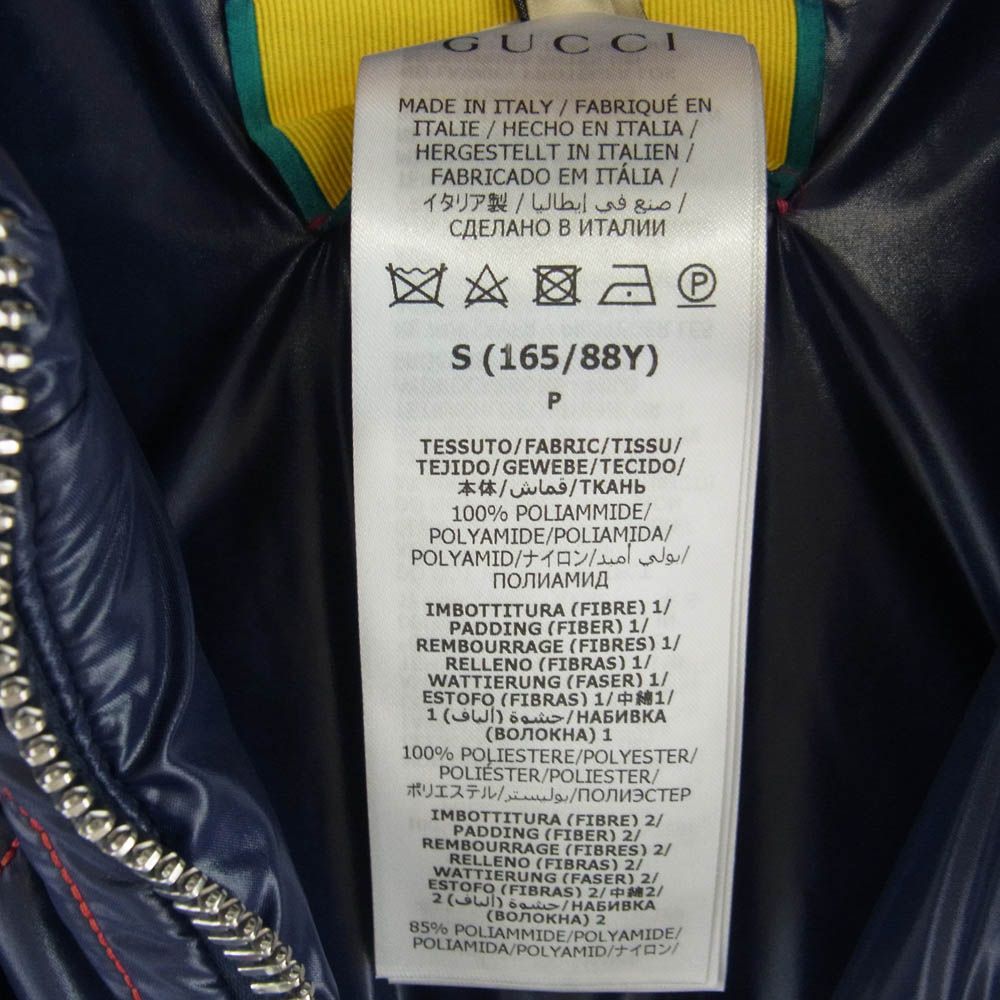 GUCCI
MADE IN ITALY / FABRIQUÉ EN
ITALIE / HECHO EN ITALIA /
HERGESTELLT IN ITALIEN /
FABRICADO EM ITÁLIA /
イタリア製 / صنع في إيطاليا /
СДЕЛАНО В ИТАЛИИ
P
S (165/88Y)
P
TESSUTO/FABRIC/TISSU/
TEJIDO/GEWEBE/TECIDO/
本体/قماش/ТКАНЬ
100% POLIAMMIDE/
POLYAMIDE/POLIAMIDA/
POLYAMID/ナイロン/بولي أميد/
ПОЛИАМИД
IMBOTTITURA (FIBRE) 1/
PADDING (FIBER) 1/
REMBOURRAGE (FIBRES) 1/
RELLENO (FIBRAS) 1/
WATTIERUNG (FASER) 1/
ESTOFO (FIBRAS) 1/中綿1/
حشوة (ألياف) 1/НАБИВКА
(ВОЛОКНА) 1
100% POLIESTERE/POLYESTER/
POLIÉSTER/POLIESTER/
ポリエステル/بوليستر/ПОЛИЭСТЕР
IMBOTTITURA (FIBRE) 2/
PADDING (FIBER) 2/
REMBOURRAGE (FIBRES) 2/
RELLENO (FIBRAS) 2/
WATTIERUNG (FASER) 2/
ESTOFO (FIBRAS) 2/中綿2/
حشوة (ألياف) 2/НАБИВКА
(ВОЛОКНА) 2
85% POLIAMMIDE/POLYAMIDE/
POLIAMIDA/POLYAMID/ナイロン/